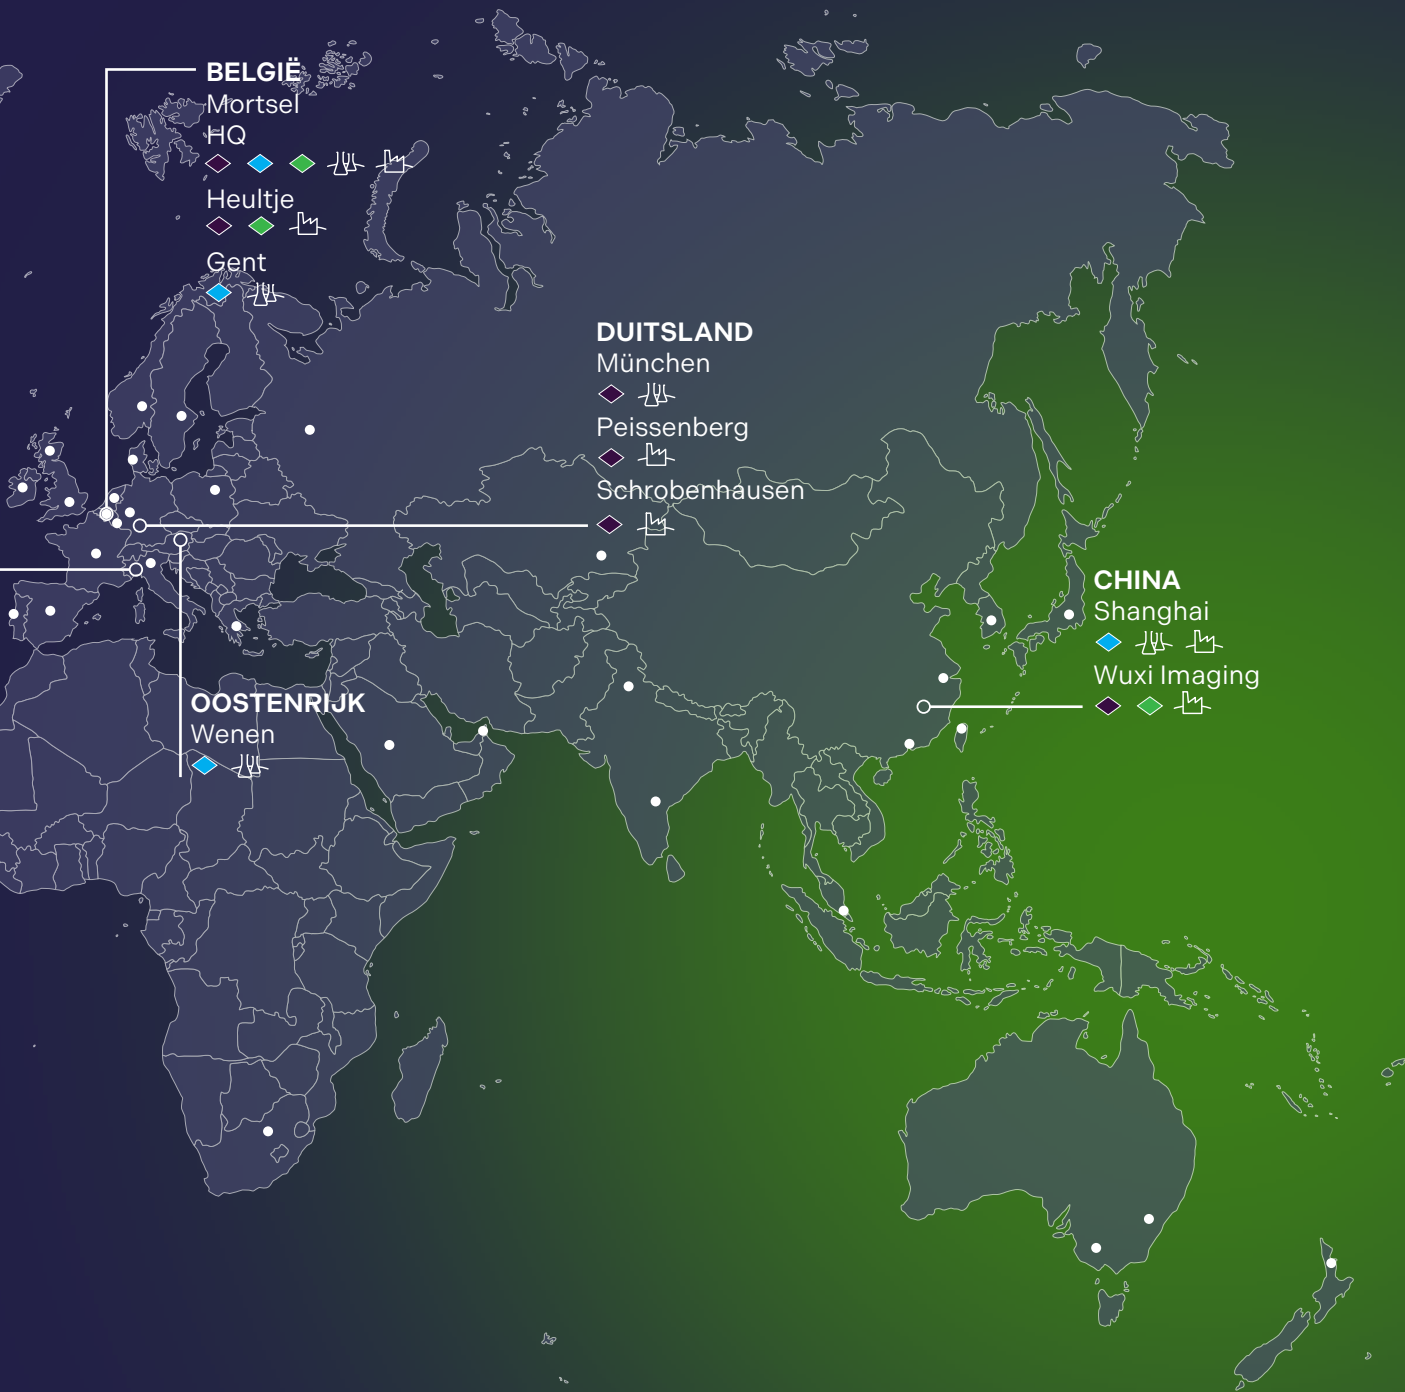 BELGIË
Mortsel
HQ
Heultje
Gent
DUITSLAND
München
Peissenberg
Schrobenhausen
CHINA
Shanghai
Wuxi Imaging
OOSTENRIJK
Wenen